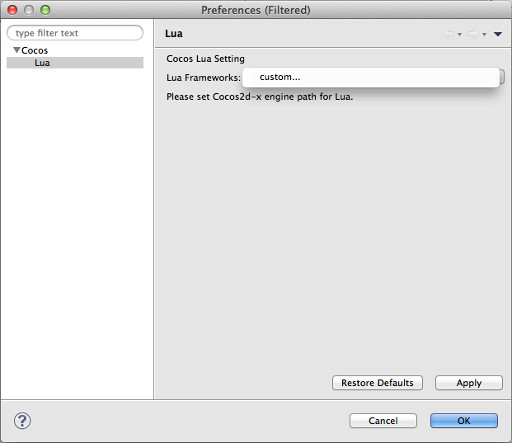 Preferences (Filtered)
type filter text
Cocos
Lua
Lua
Cocos Lua Setting
Lua Frameworks:
custom...
Please set Cocos2d-x engine path for Lua.
Restore Defaults
Apply
?
Cancel
OK